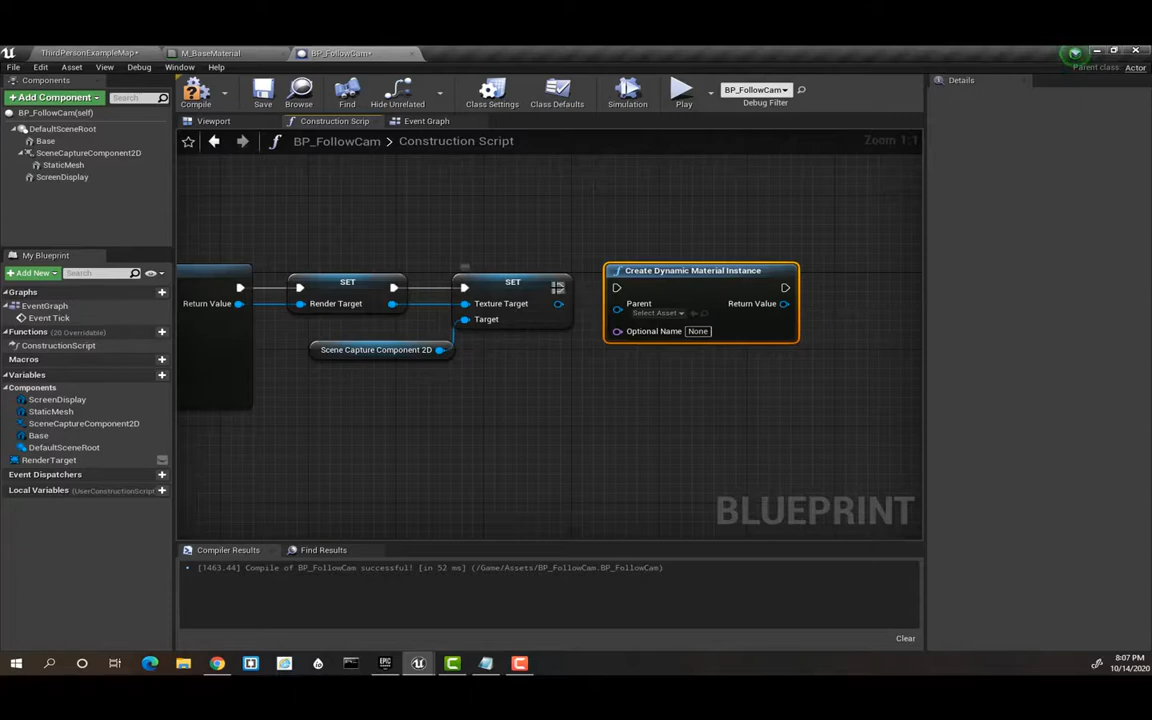 ThirdPersonExampleMap*
M_BaseMaterial
BP_FollowCam*
File Edit Asset View Debug Window Help
Parent class: Actor
Components
+ Add Component
Search
BP_FollowCam(self)
DefaultSceneRoot
Base
SceneCaptureComponent2D
StaticMesh
ScreenDisplay
Compile
Save
Browse
Find
Hide Unrelated
Class Settings
Class Defaults
Simulation
Play
BP_FollowCam
Debug Filter
Details
Viewport
Construction Scrip
Event Graph
BP_FollowCam > Construction Script
Zoom 1:1
My Blueprint
+ Add New
Search
Graphs
EventGraph
Event Tick
Functions (20 Overridable)
ConstructionScript
Macros
Variables
Components
ScreenDisplay
StaticMesh
SceneCaptureComponent2D
Base
DefaultSceneRoot
RenderTarget
Event Dispatchers
Local Variables (UserConstructionScript
Return Value
SET
Render Target
SET
Texture Target
Target
Scene Capture Component 2D
Create Dynamic Material Instance
Parent
Select Asset
Return Value
Optional Name None
BLUEPRINT
Compiler Results
Find Results
[1463.44] Compile of BP_FollowCam successful! [in 52 ms] (/Game/Assets/BP_FollowCam.BP_FollowCam)
Clear
EPIC
8:07 PM
10/14/2020